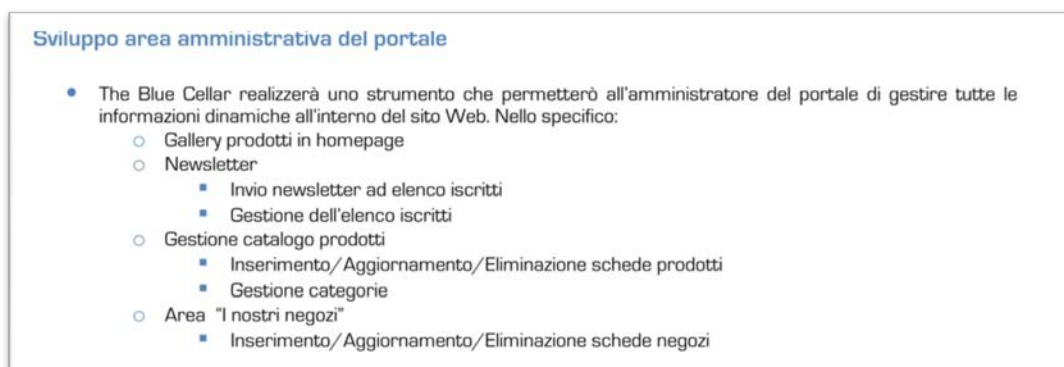 Sviluppo area amministrativa del portale
The Blue Cellar realizzerà uno strumento che permetterò all'amministratore del portale di gestire tutte le
informazioni dinamiche all'interno del sito Web. Nello specifico:
Gallery prodotti in homepage
Newsletter
Invio newsletter ad elenco iscritti
Gestione dell'elenco iscritti
Gestione catalogo prodotti
Inserimento/Aggiornamento/Eliminazione schede prodotti
Gestione categorie
Area "I nostri negozi"
Inserimento/Aggiornamento/Eliminazione schede negozi